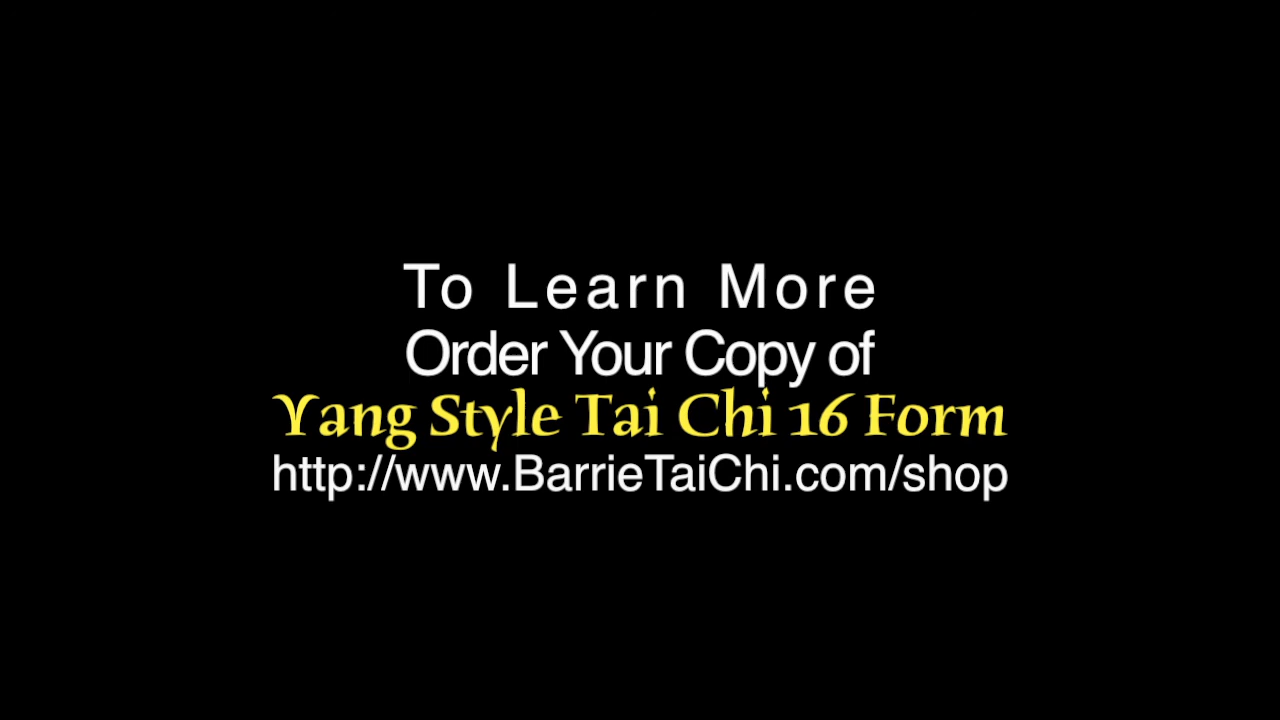 To Learn More
Order Your Copy of
Yang Style Tai Chi 16 Form
http://www.BarrieTaiChi.com/shop